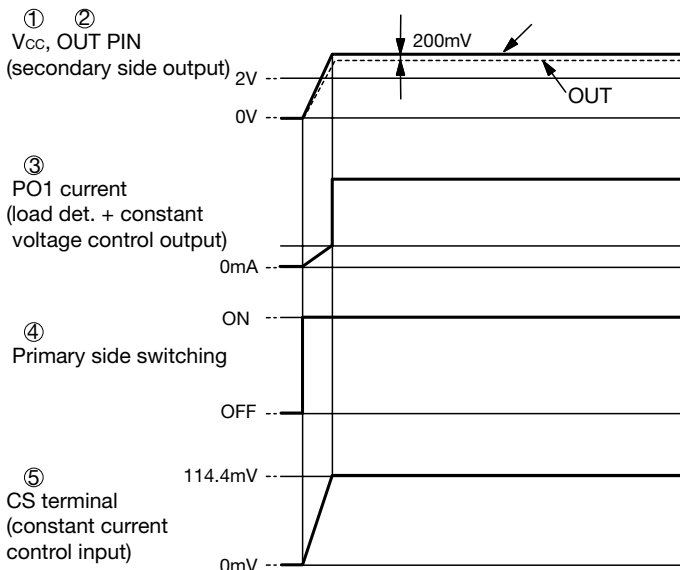 ① ②
Vcc, OUT PIN
(secondary side output)
200mV
2V
OUT
0V
③
PO1 current
(load det. + constant
voltage control output)
0mA
ON
④
Primary side switching
OFF
⑤
114.4mV
CS terminal
(constant current
control input)
0mV